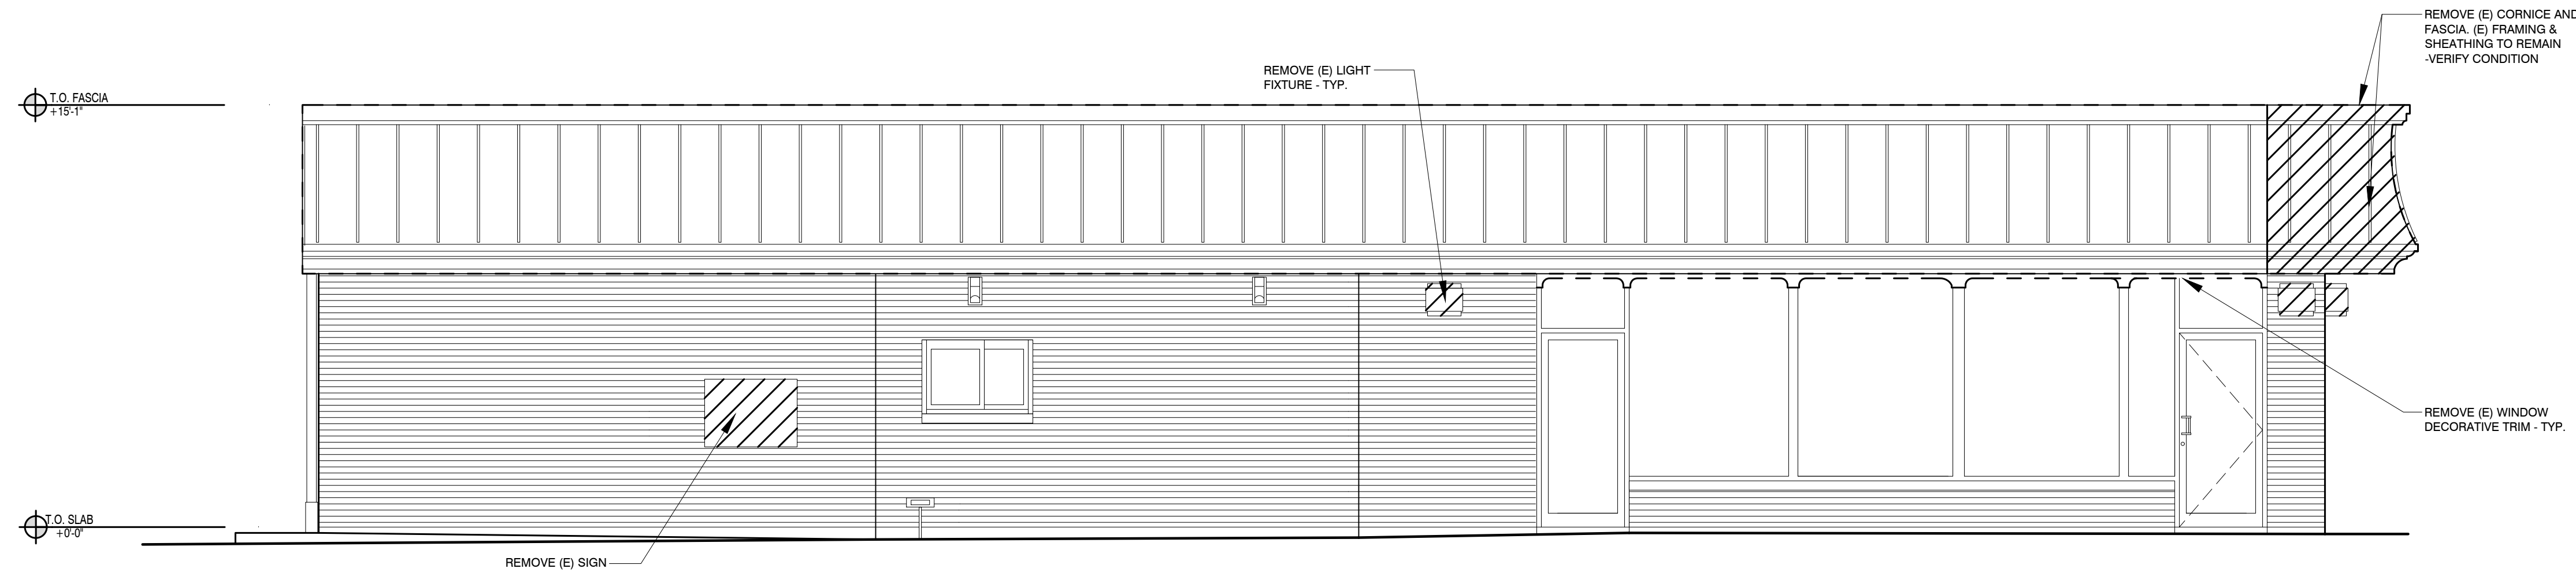 REMOVE (E) CORNICE AND
FASCIA. (E) FRAMING &
SHEATHING TO REMAIN
-VERIFY CONDITION
REMOVE (E) LIGHT
FIXTURE - TYP.
T.O. FASCIA
+15'-1"
REMOVE (E) WINDOW
DECORATIVE TRIM - TYP.
T.O. SLAB
+0'-0"
REMOVE (E) SIGN